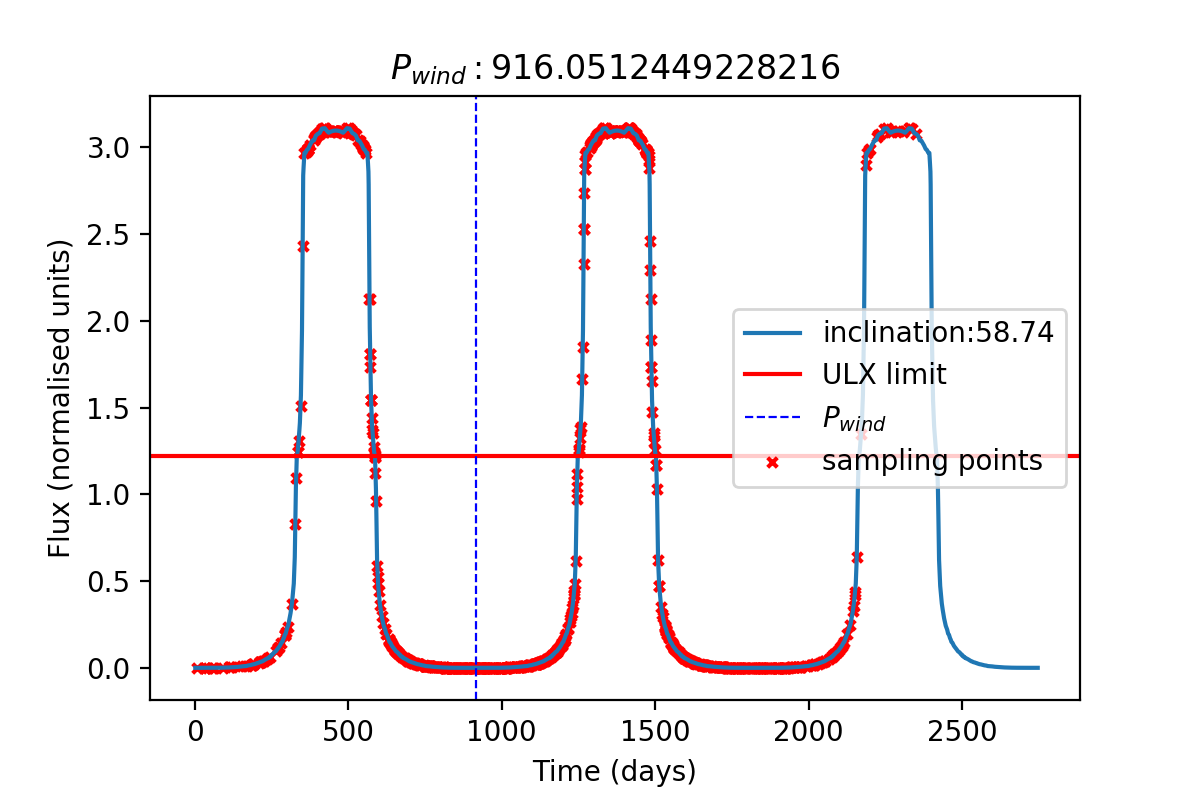 P_wind : 916.0512449228216
Flux (normalised units)
3.0
2.5
2.0
1.5
1.0
0.5
0.0
inclination:58.74
ULX limit
P_wind
sampling points
0 500 1000 1500 2000 2500
Time (days)